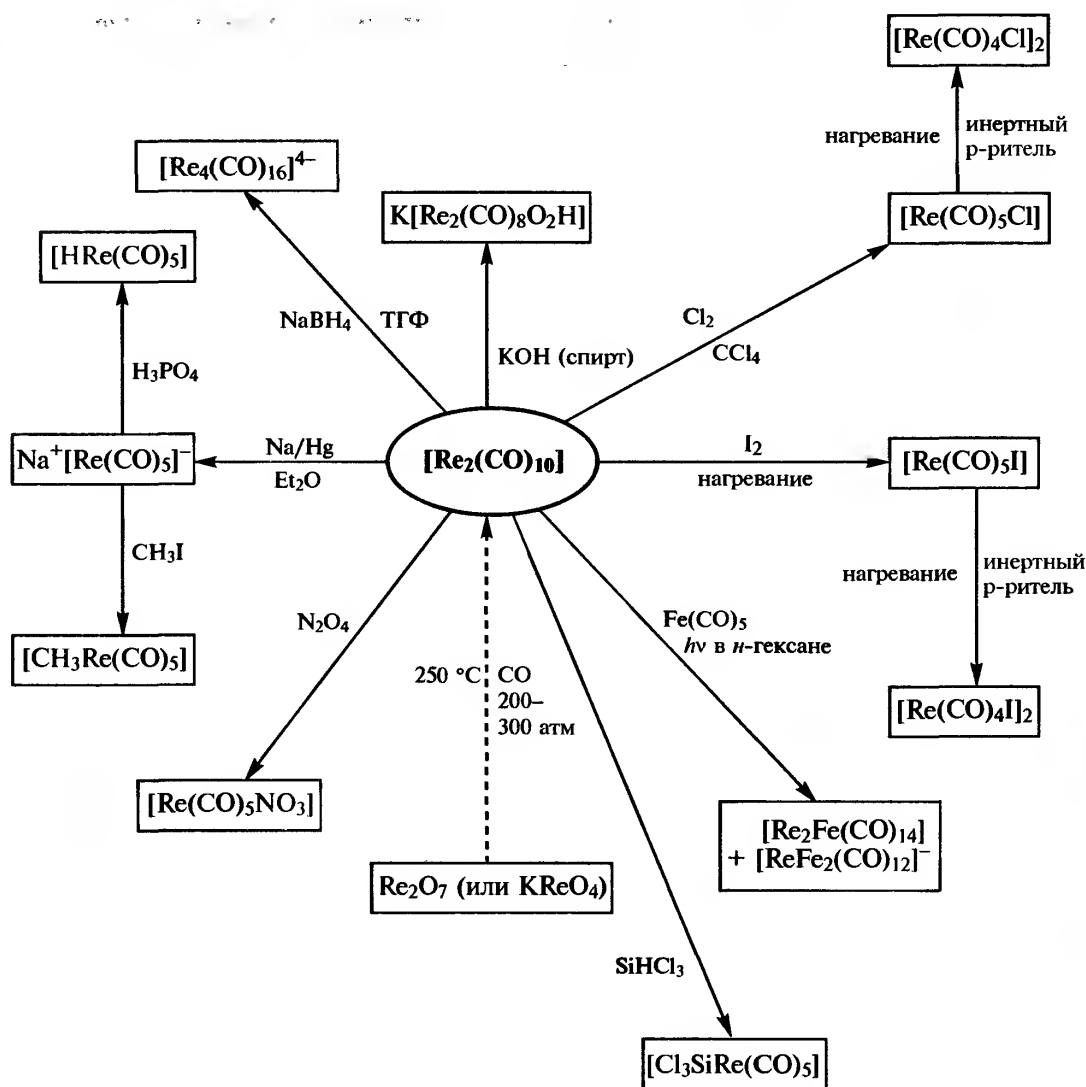 [Re(CO)₄Cl]₂
нагревание
инертный
р-ритель
[Re₄(CO)₁₆]⁴⁻
K[Re₂(CO)₈O₂H]
[Re(CO)₅Cl]
[HRe(CO)₅]
NaBH₄
ТГФ
Cl₂
CCl₄
KOH (спирт)
H₃PO₄
Na⁺[Re(CO)₅]⁻
Na/Hg
Et₂O
[Re₂(CO)₁₀]
I₂
нагревание
[Re(CO)₅I]
CH₃I
нагревание
инертный
р-ритель
N₂O₄
Fe(CO)₅
hν в н-гексане
[CH₃Re(CO)₅]
250 °C
CO
200–
300 атм
[Re(CO)₄I]₂
[Re(CO)₅NO₃]
[Re₂Fe(CO)₁₄]
+ [ReFe₂(CO)₁₂]⁻
Re₂O₇ (или KReO₄)
SiHCl₃
[Cl₃SiRe(CO)₅]